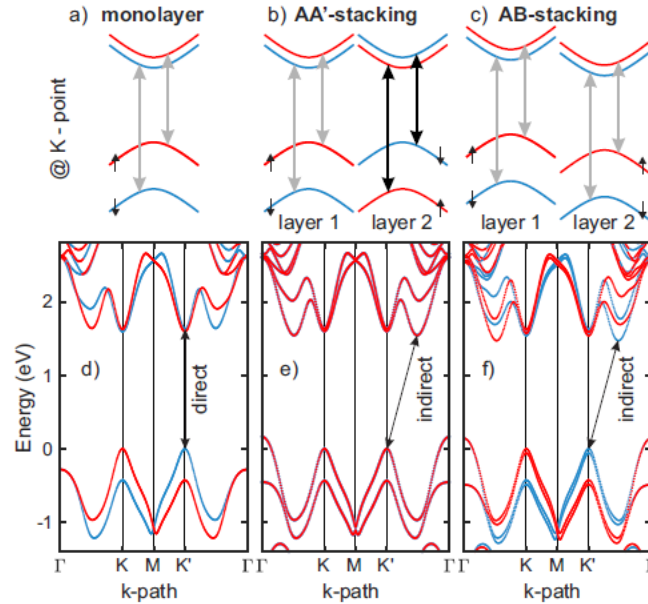 a) monolayer
b) AA'-stacking
c) AB-stacking
@ K - point
layer 1
layer 2
layer 1
layer 2
Energy (eV)
2
1
0
-1
d)
direct
e)
indirect
f)
indirect
Γ K M K' Γ
Γ K M K' Γ
Γ K M K' Γ
k-path
k-path
k-path